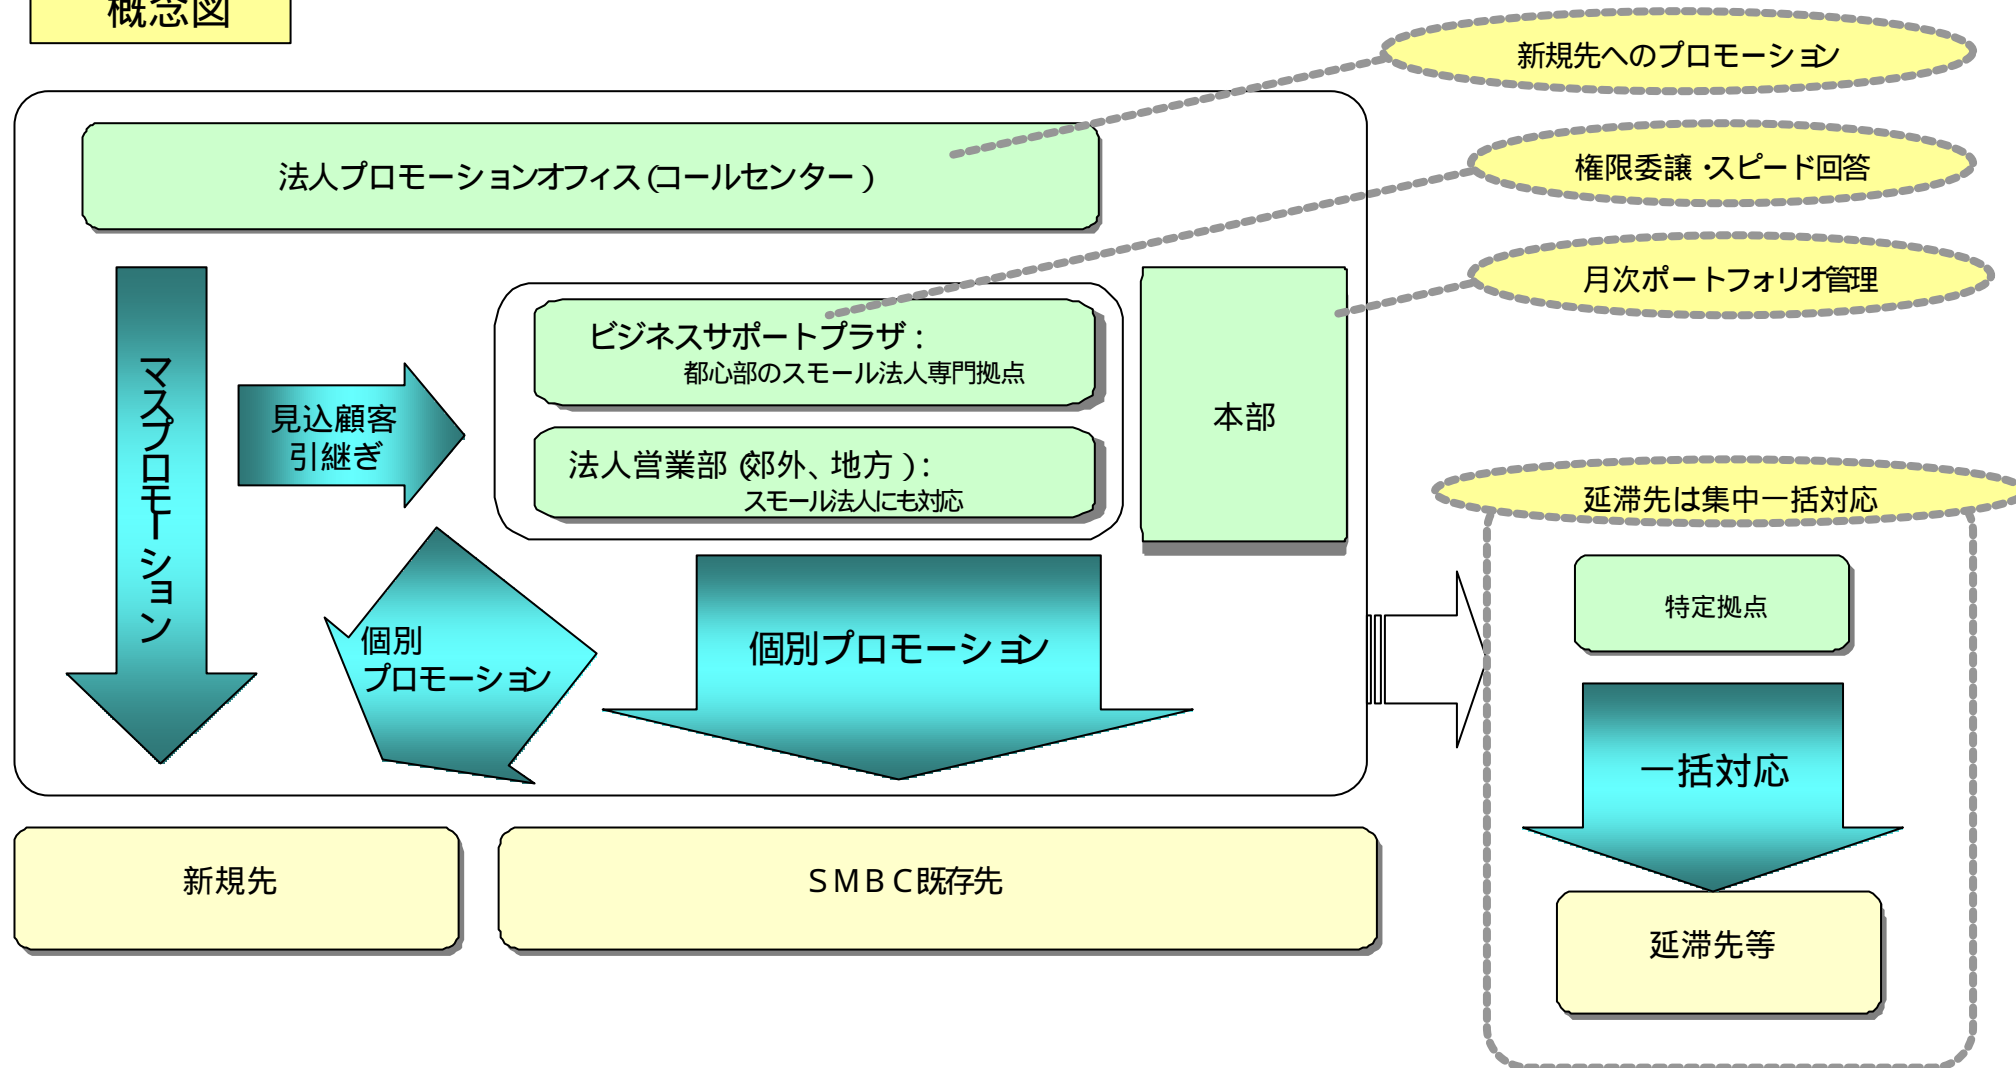 概念図
新規先へのプロモーション
法人プロモーションオフィス(コールセンター)
権限委譲・スピード回答
月次ポートフォリオ管理
ビジネスサポートプラザ:
都心部のスモール法人専門拠点
マスプロモーション
見込顧客
引継ぎ
本部
法人営業部(郊外、地方):
スモール法人にも対応
延滞先は集中一括対応
特定拠点
個別
プロモーション
個別プロモーション
一括対応
新規先
SMBC既存先
延滞先等